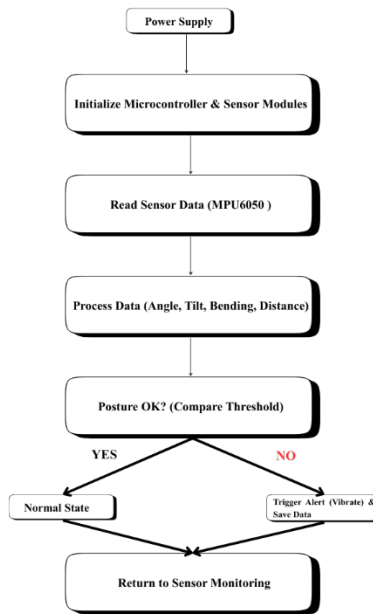 Power Supply
Initialize Microcontroller & Sensor Modules
Read Sensor Data (MPU6050 )
Process Data (Angle, Tilt, Bending, Distance)
Posture OK? (Compare Threshold)
YES
NO
Normal State
Trigger Alert (Vibrate) &
Save Data
Return to Sensor Monitoring